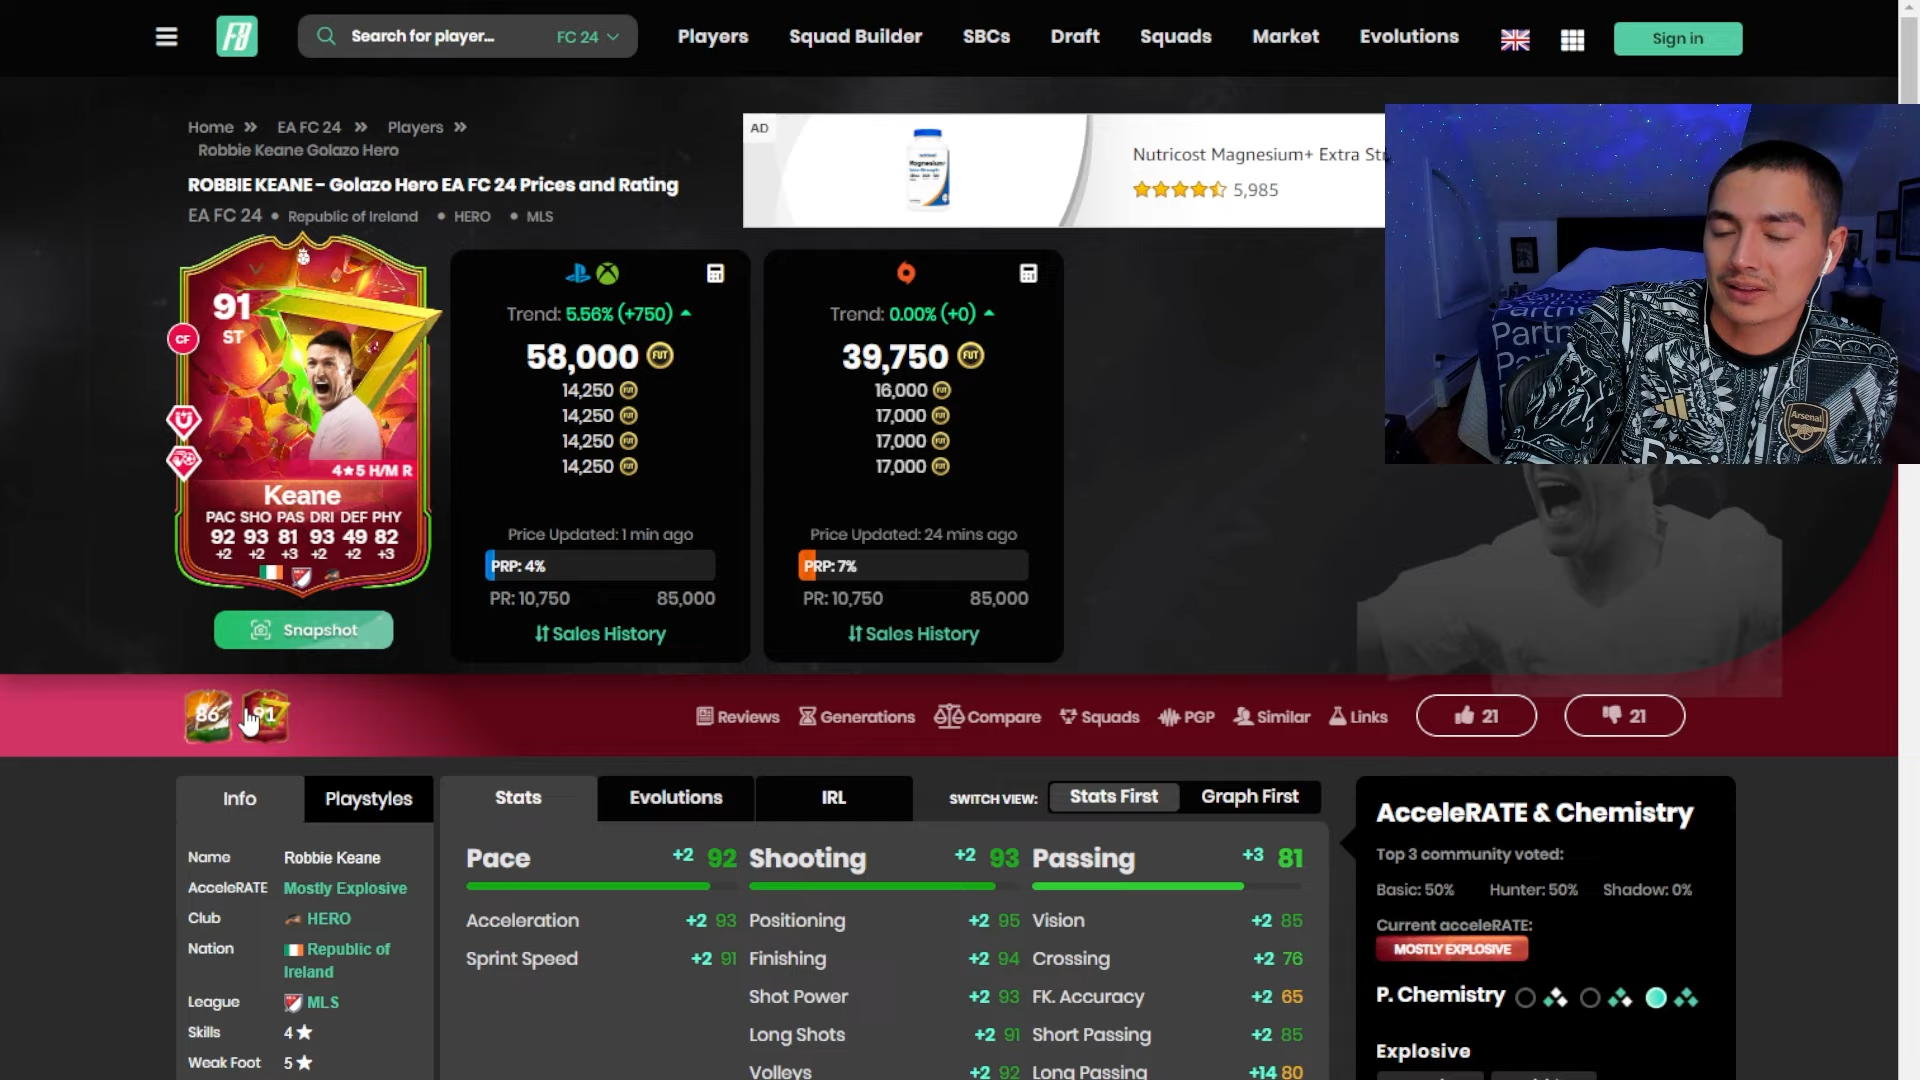 FB
Search for player...
FC 24
Players
Squad Builder
SBCs
Draft
Squads
Market
Evolutions
Sign in
Home » EA FC 24 » Players »
Robbie Keane Golazo Hero
ROBBIE KEANE - Golazo Hero EA FC 24 Prices and Rating
EA FC 24 • Republic of Ireland • HERO • MLS
AD
Nutricost Magnesium+ Extra Str
5,985
91
ST
CF
4★5 H/M R
Keane
PAC SHO PAS DRI DEF PHY
92 93 81 93 49 82
+2 +2 +3 +2 +2 +3
Snapshot
Trend: 5.56% (+750)
58,000
14,250
14,250
14,250
14,250
Price Updated: 1 min ago
PRP: 4%
PR: 10,750 85,000
Sales History
Trend: 0.00% (+0)
39,750
16,000
17,000
17,000
17,000
Price Updated: 24 mins ago
PRP: 7%
PR: 10,750 85,000
Sales History
Partn
Arsenal
86
91
Reviews
Generations
Compare
Squads
PGP
Similar
Links
21
21
Info
Playstyles
Name Robbie Keane
AcceleRATE Mostly Explosive
Club HERO
Nation Republic of
Ireland
League MLS
Skills 4★
Weak Foot 5★
Stats
Evolutions
IRL
SWITCH VIEW:
Stats First
Graph First
Pace +2 92
Acceleration +2 93
Sprint Speed +2 91
Shooting +2 93
Positioning +2 95
Finishing +2 94
Shot Power +2 93
Long Shots +2 91
Volleys +2 92
Passing +3 81
Vision +2 85
Crossing +2 76
FK. Accuracy +2 65
Short Passing +2 85
Long Passing +14 80
AcceleRATE & Chemistry
Top 3 community voted:
Basic: 50% Hunter: 50% Shadow: 0%
Current acceleRATE:
MOSTLY EXPLOSIVE
P. Chemistry
Explosive